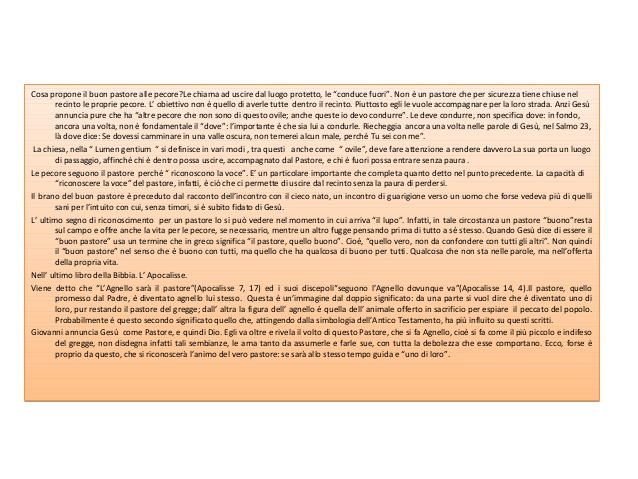 Cosa propone il buon pastore alle pecore?Le chiama ad uscire dal luogo protetto, le “conduce fuori”. Non è un pastore che per sicurezza tiene chiuse nel
recinto le proprie pecore. L’ obiettivo non è quello di averle tutte dentro il recinto. Piuttosto egli le vuole accompagnare per la loro strada. Anzi Gesù
annuncia pure che ha “altre pecore che non sono di questo ovile; anche queste io devo condurre”. Le deve condurre, non specifica dove: in fondo,
ancora una volta, non è fondamentale il “dove”: l’importante è che sia lui a condurle. Riecheggia ancora una volta nelle parole di Gesù, nel Salmo 23,
là dove dice: Se dovessi camminare in una valle oscura, non temerei alcun male, perché Tu sei con me”.
La chiesa, nella “ Lumen gentium “ si definisce in vari modi , tra questi anche come “ ovile”, deve fare attenzione a rendere davvero La sua porta un luogo
di passaggio, affinché chi è dentro possa uscire, accompagnato dal Pastore, e chi è fuori possa entrare senza paura .
Le pecore seguono il pastore perché “ riconoscono la voce”. E’ un particolare importante che completa quanto detto nel punto precedente. La capacità di
“riconoscere la voce” del pastore, infatti, è ciò che ci permette di uscire dal recinto senza la paura di perdersi.
Il brano del buon pastore è preceduto dal racconto dell’incontro con il cieco nato, un incontro di guarigione verso un uomo che forse vedeva più di quelli
sani per l’intuito con cui, senza timori, si è subito fidato di Gesù.
L’ ultimo segno di riconoscimento per un pastore lo si può vedere nel momento in cui arriva “il lupo”. Infatti, in tale circostanza un pastore “buono”resta
sul campo e offre anche la vita per le pecore, se necessario, mentre un altro fugge pensando prima di tutto a sé stesso. Quando Gesù dice di essere il
“buon pastore” usa un termine che in greco significa “il pastore, quello buono”. Cioè, “quello vero, non da confondere con tutti gli altri”. Non quindi
il “buon pastore” nel senso che è buono con tutti, ma quello che ha qualcosa di buono per tutti. Qualcosa che non sta nelle parole, ma nell’offerta
della propria vita.
Nell’ ultimo libro della Bibbia. L’ Apocalisse.
Viene detto che “L’Agnello sarà il pastore”(Apocalisse 7, 17) ed i suoi discepoli”seguono l’Agnello dovunque va”(Apocalisse 14, 4).Il pastore, quello
promesso dal Padre, è diventato agnello lui stesso. Questa è un’immagine dal doppio significato: da una parte si vuol dire che è diventato uno di
loro, pur restando il pastore del gregge; dall’ altra la figura dell’ agnello è quella dell’ animale offerto in sacrificio per espiare il peccato del popolo.
Probabilmente è questo secondo significato quello che, attingendo dalla simbologia dell’Antico Testamento, ha più influito su questi scritti.
Giovanni annuncia Gesù come Pastore, e quindi Dio. Egli va oltre e rivela il volto di questo Pastore, che si fa Agnello, cioè si fa come il più piccolo e indifeso
del gregge, non disdegna infatti tali sembianze, le ama tanto da assumerle e farle sue, con tutta la debolezza che esse comportano. Ecco, forse è
proprio da questo, che si riconoscerà l’animo del vero pastore: se sarà allo stesso tempo guida e “uno di loro”.